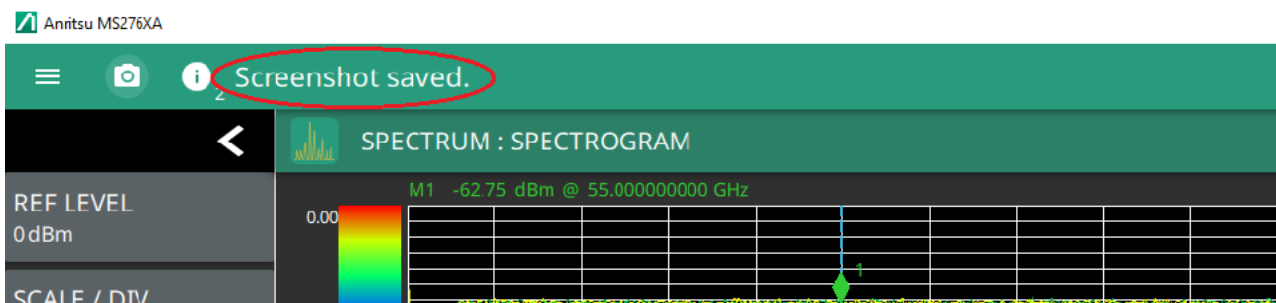 Anritsu MS276XA
2 Screenshot saved.
SPECTRUM : SPECTROGRAM
M1 -62.75 dBm @ 55.000000000 GHz
REF LEVEL
0 dBm
0.00
1
SCALE / DIV